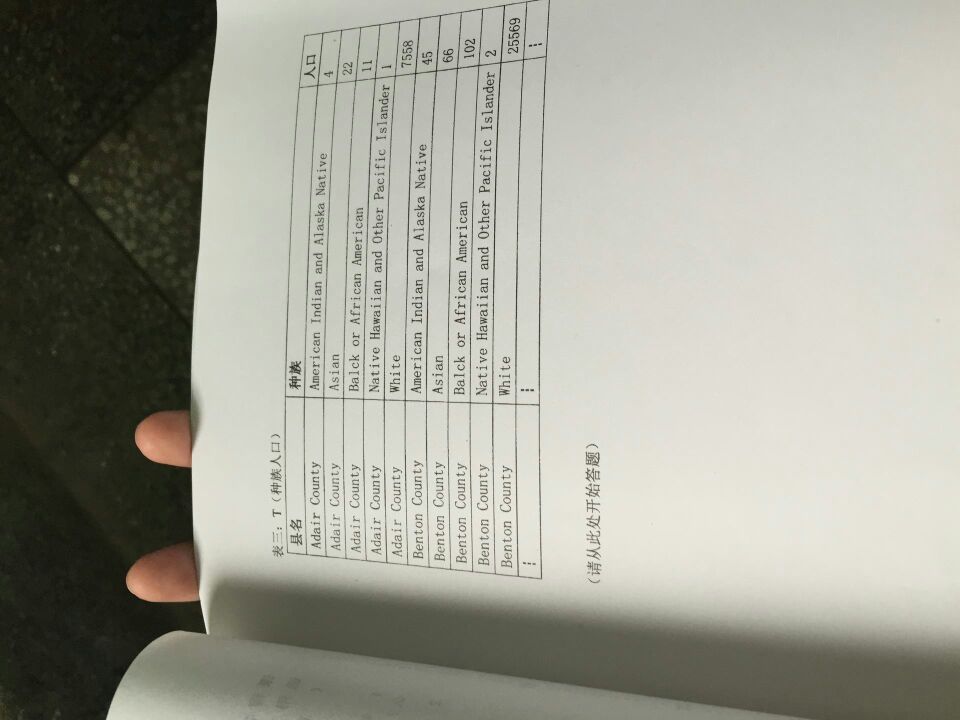 表三：T（种族人口）
县名 种族 人口
Adair County American Indian and Alaska Native 4
Adair County Asian 22
Adair County Balck or African American 11
Adair County Native Hawaiian and Other Pacific Islander 1
Adair County White 7558
Benton County American Indian and Alaska Native 45
Benton County Asian 66
Benton County Balck or African American 102
Benton County Native Hawaiian and Other Pacific Islander 2
Benton County White 25569
（请从此处开始答题）